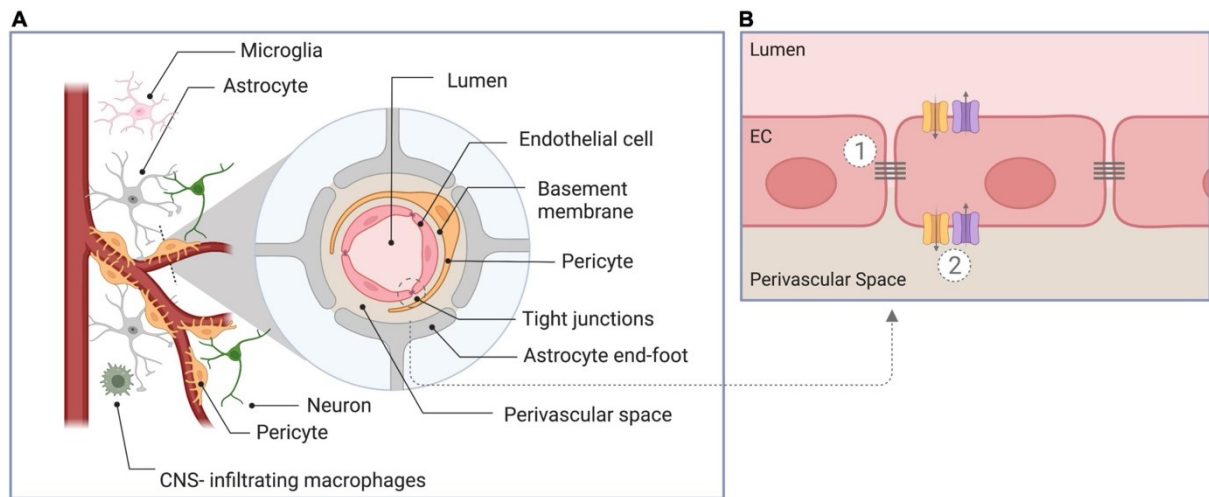 A
Microglia
Astrocyte
Lumen
Endothelial cell
Basement
membrane
Pericyte
Tight junctions
Astrocyte end-foot
Perivascular space
Neuron
Pericyte
CNS- infiltrating macrophages
B
Lumen
EC
1
2
Perivascular Space